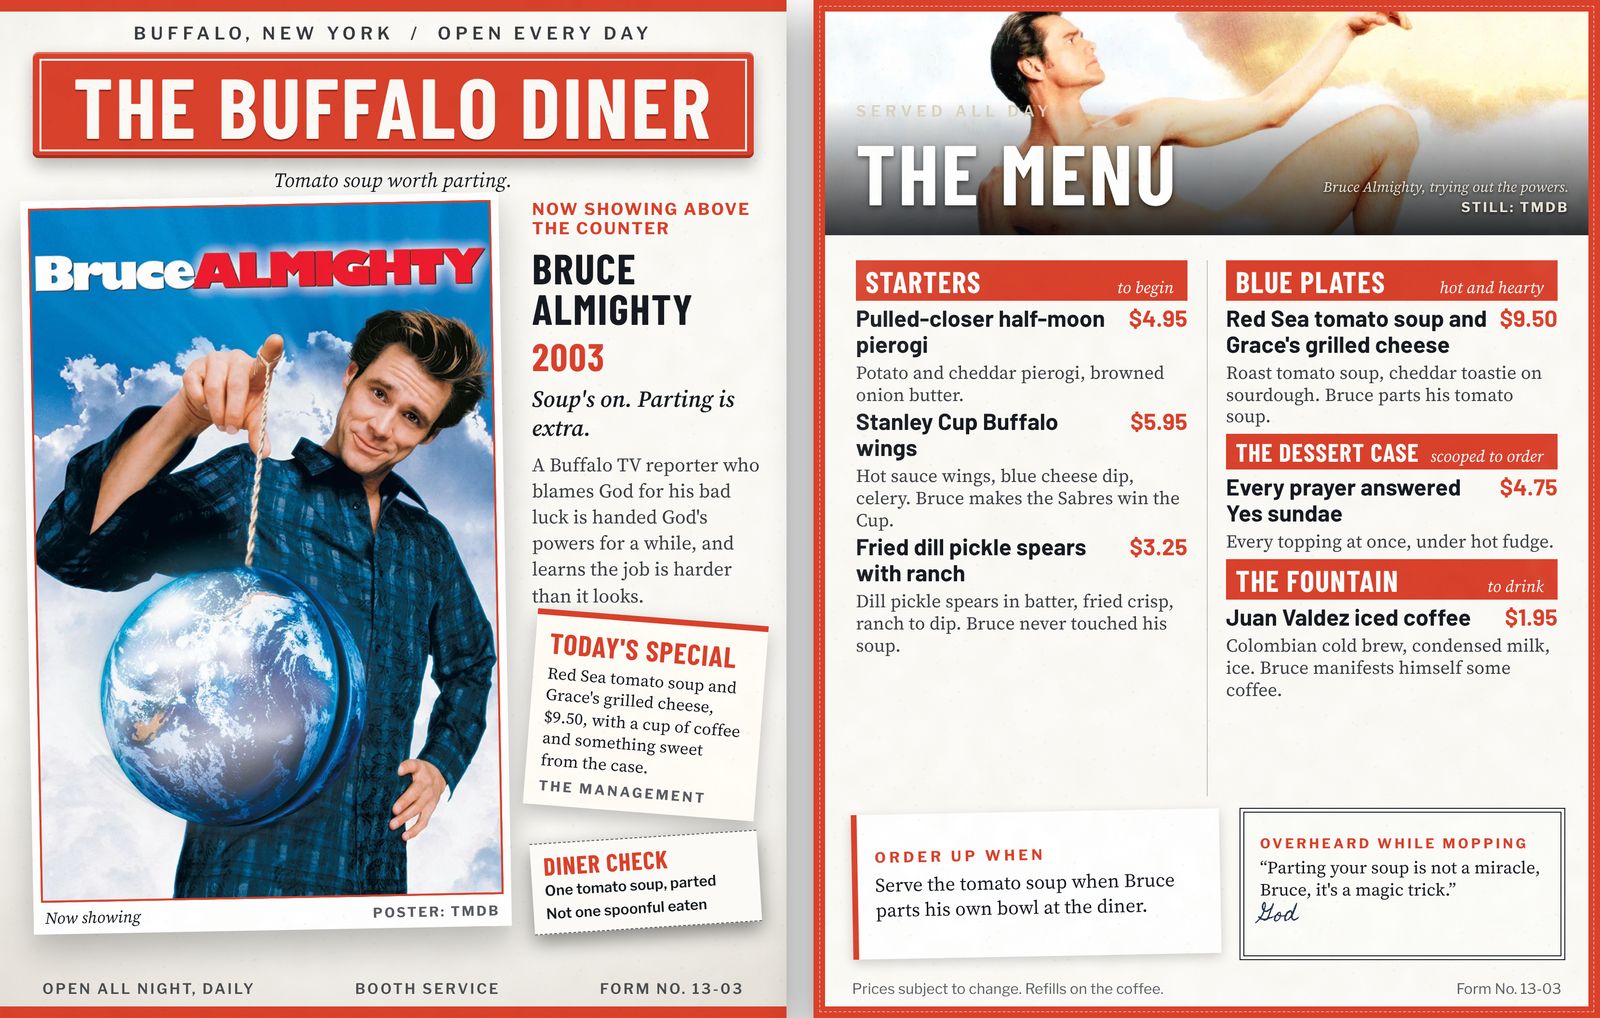 BUFFALO, NEW YORK / OPEN EVERY DAY
THE BUFFALO DINER
Tomato soup worth parting.
BruceALMIGHTY
Now showing
POSTER: TMDB
NOW SHOWING ABOVE
THE COUNTER
BRUCE
ALMIGHTY
2003
Soup's on. Parting is
extra.
A Buffalo TV reporter who
blames God for his bad
luck is handed God's
powers for a while, and
learns the job is harder
than it looks.
TODAY'S SPECIAL
Red Sea tomato soup and
Grace's grilled cheese,
$9.50, with a cup of coffee
and something sweet
from the case.
THE MANAGEMENT
DINER CHECK
One tomato soup, parted
Not one spoonful eaten
OPEN ALL NIGHT, DAILY
BOOTH SERVICE
FORM NO. 13-03
SERVED ALL DAY
THE MENU
Bruce Almighty, trying out the powers.
STILL: TMDB
STARTERS to begin
Pulled-closer half-moon $4.95
pierogi
Potato and cheddar pierogi, browned
onion butter.
Stanley Cup Buffalo $5.95
wings
Hot sauce wings, blue cheese dip,
celery. Bruce makes the Sabres win the
Cup.
Fried dill pickle spears $3.25
with ranch
Dill pickle spears in batter, fried crisp,
ranch to dip. Bruce never touched his
soup.
BLUE PLATES hot and hearty
Red Sea tomato soup and $9.50
Grace's grilled cheese
Roast tomato soup, cheddar toastie on
sourdough. Bruce parts his tomato
soup.
THE DESSERT CASE scooped to order
Every prayer answered $4.75
Yes sundae
Every topping at once, under hot fudge.
THE FOUNTAIN to drink
Juan Valdez iced coffee $1.95
Colombian cold brew, condensed milk,
ice. Bruce manifests himself some
coffee.
ORDER UP WHEN
Serve the tomato soup when Bruce
parts his own bowl at the diner.
OVERHEARD WHILE MOPPING
“Parting your soup is not a miracle,
Bruce, it's a magic trick.”
God
Prices subject to change. Refills on the coffee.
Form No. 13-03